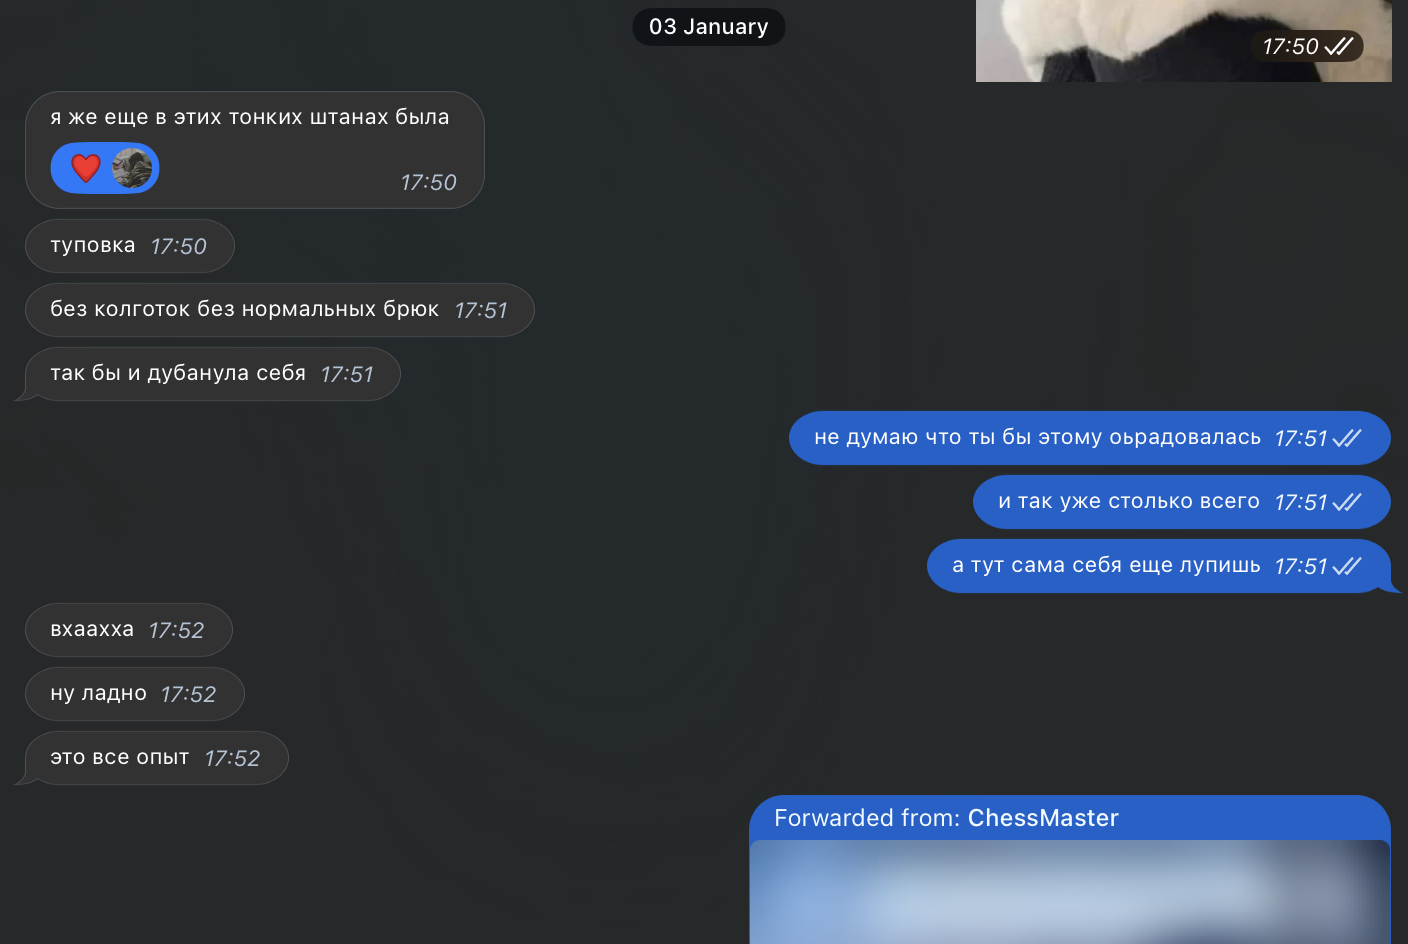 03 January
17:50
я же еще в этих тонких штанах была
17:50
туповка 17:50
без колготок без нормальных брюк 17:51
так бы и дубанула себя 17:51
не думаю что ты бы этому оьрадовалась 17:51
и так уже столько всего 17:51
а тут сама себя еще лупишь 17:51
вхаахха 17:52
ну ладно 17:52
это все опыт 17:52
Forwarded from: ChessMaster